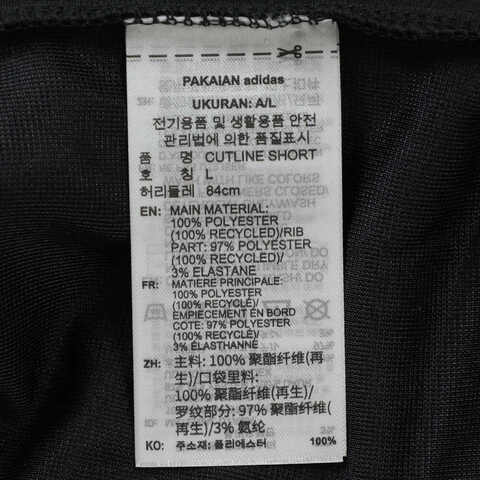 PAKAIAN adidas
UKURAN: A/L
전기용품 및 생활용품 안전
관리법에 의한 품질표시
품 명 CUTLINE SHORT
호 칭 L
허리둘레 84cm
EN: MAIN MATERIAL:
100% POLYESTER
(100% RECYCLED)/RIB
PART: 97% POLYESTER
(100% RECYCLED)/
3% ELASTANE
FR: MATIERE PRINCIPALE:
100% POLYESTER
(100% RECYCLÉ)/
EMPIECEMENT EN BORD
COTE: 97% POLYESTER
(100% RECYCLÉ)/
3% ÉLASTHANNE
ZH: 主料: 100% 聚酯纤维(再
生)/口袋里料:
100% 聚酯纤维(再生)/
罗纹部分: 97% 聚酯纤维(
再生)/3% 氨纶
KO: 주소재: 폴리에스터 100%